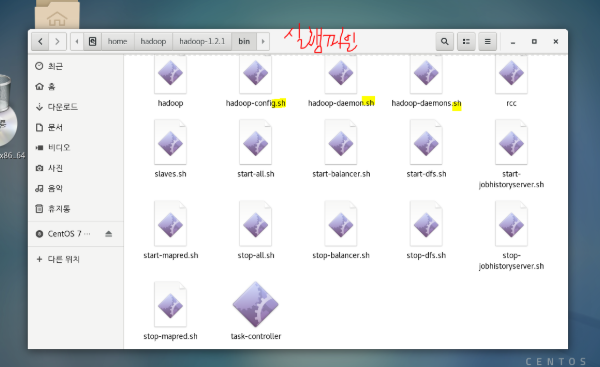 home hadoop hadoop-1.2.1 bin
최근
홈
다운로드
문서
비디오
사진
음악
휴지통
CentOS 7 ···
다른 위치
hadoop hadoop-config.sh hadoop-daemon.sh hadoop-daemons.sh rcc
slaves.sh start-all.sh start-balancer.sh start-dfs.sh start-jobhistoryserver.sh
start-mapred.sh stop-all.sh stop-balancer.sh stop-dfs.sh stop-jobhistoryserver.sh
stop-mapred.sh task-controller
x86_64
CENTOS